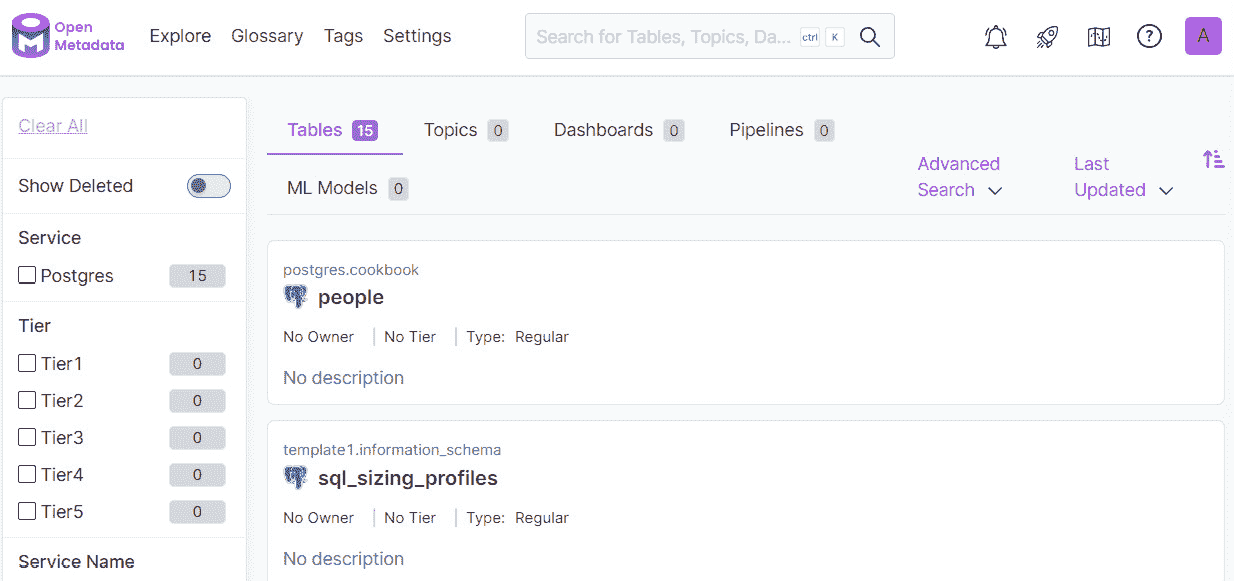 Open
Metadata
Explore Glossary Tags Settings
Search for Tables, Topics, Da... ctrl K
?
A
Clear All
Show Deleted
Service
Postgres 15
Tier
Tier1 0
Tier2 0
Tier3 0
Tier4 0
Tier5 0
Service Name
Tables 15
Topics 0
Dashboards 0
Pipelines 0
ML Models 0
Advanced
Search
Last
Updated
postgres.cookbook
people
No Owner No Tier Type: Regular
No description
template1.information_schema
sql_sizing_profiles
No Owner No Tier Type: Regular
No description